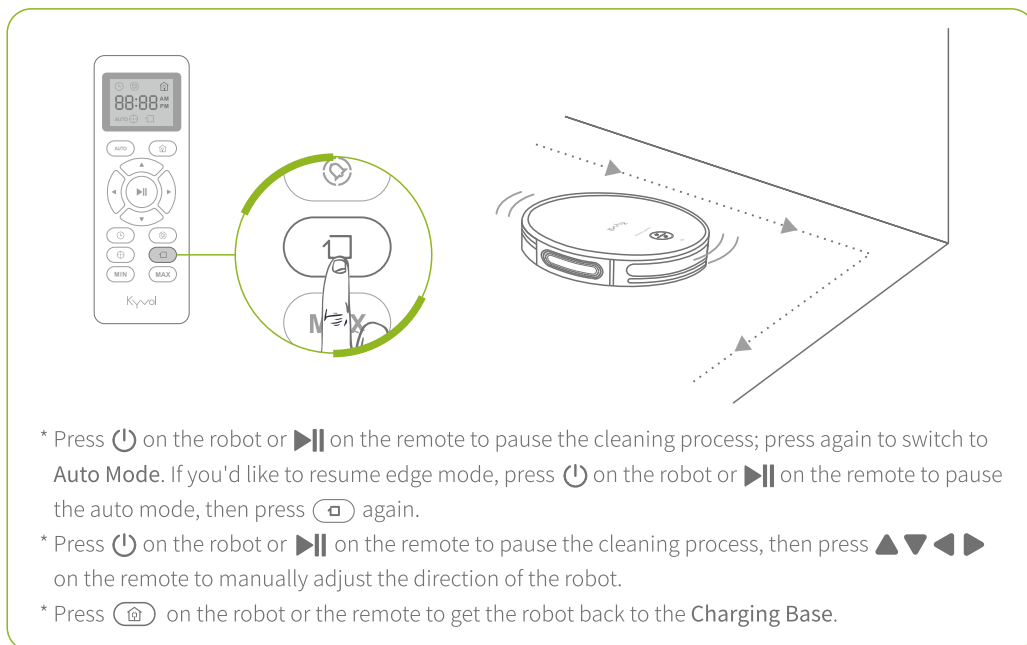 88:88 AM
PM
AUTO
AUTO
MIN MAX
Kyvol
MAX
* Press on the robot or on the remote to pause the cleaning process; press again to switch to
Auto Mode. If you'd like to resume edge mode, press on the robot or on the remote to pause
the auto mode, then press again.
* Press on the robot or on the remote to pause the cleaning process, then press ▲ ▼ ◀ ▶
on the remote to manually adjust the direction of the robot.
* Press on the robot or the remote to get the robot back to the Charging Base.